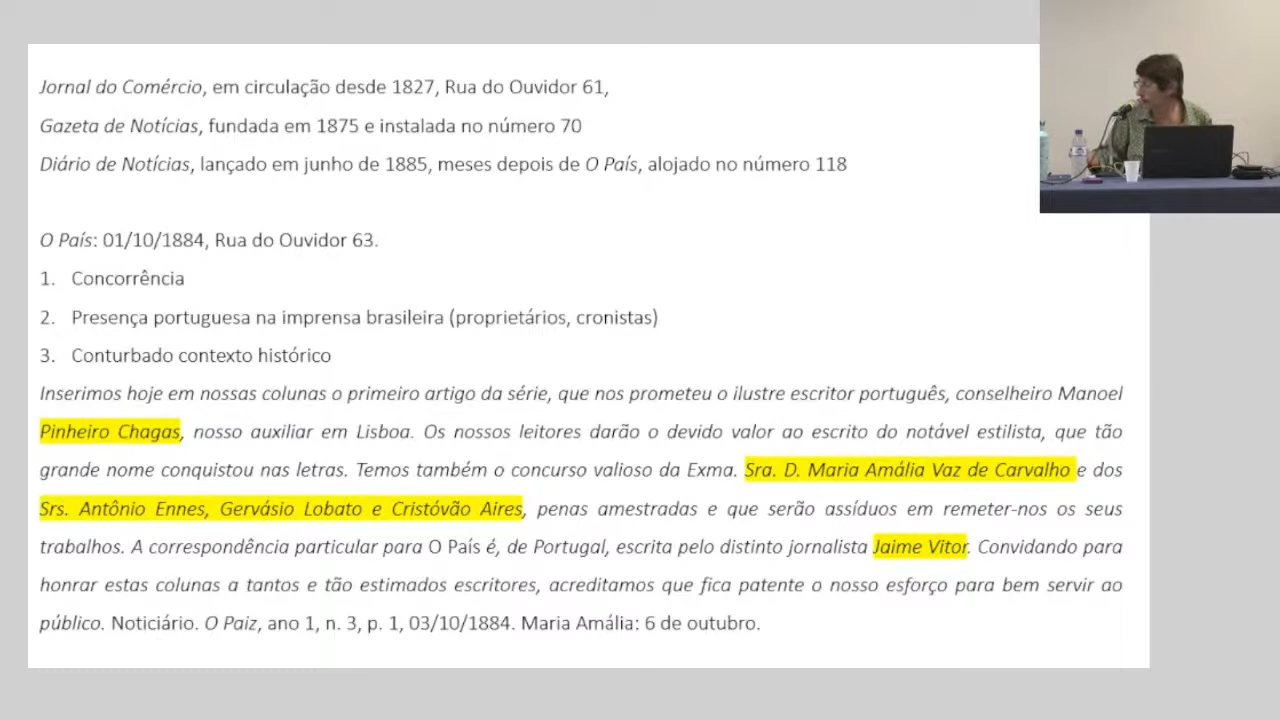 Jornal do Comércio, em circulação desde 1827, Rua do Ouvidor 61,
Gazeta de Notícias, fundada em 1875 e instalada no número 70
Diário de Notícias, lançado em junho de 1885, meses depois de O País, alojado no número 118
O País: 01/10/1884, Rua do Ouvidor 63.
1. Concorrência
2. Presença portuguesa na imprensa brasileira (proprietários, cronistas)
3. Conturbado contexto histórico
Inserimos hoje em nossas colunas o primeiro artigo da série, que nos prometeu o ilustre escritor português, conselheiro Manoel
Pinheiro Chagas, nosso auxiliar em Lisboa. Os nossos leitores darão o devido valor ao escrito do notável estilista, que tão
grande nome conquistou nas letras. Temos também o concurso valioso da Exma. Sra. D. Maria Amália Vaz de Carvalho e dos
Srs. Antônio Ennes, Gervásio Lobato e Cristóvão Aires, penas amestradas e que serão assíduos em remeter-nos os seus
trabalhos. A correspondência particular para O País é, de Portugal, escrita pelo distinto jornalista Jaime Vitor. Convidando para
honrar estas colunas a tantos e tão estimados escritores, acreditamos que fica patente o nosso esforço para bem servir ao
público. Noticiário. O Paiz, ano 1, n. 3, p. 1, 03/10/1884. Maria Amália: 6 de outubro.